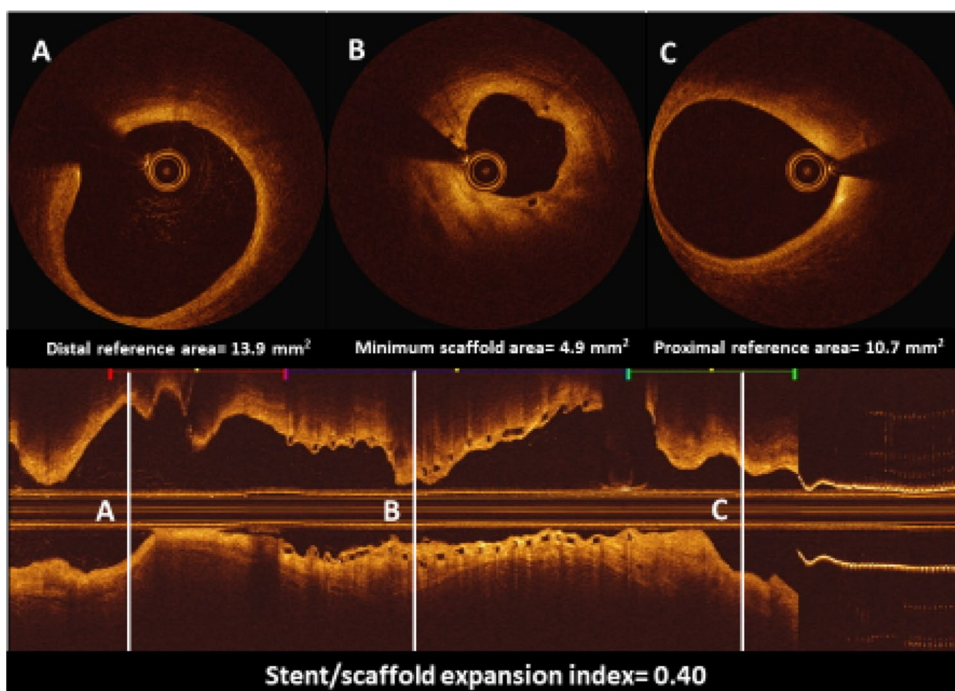 A
B
C
Distal reference area= 13.9 mm²
Minimum scaffold area= 4.9 mm²
Proximal reference area= 10.7 mm²
A
B
C
Stent/scaffold expansion index= 0.40